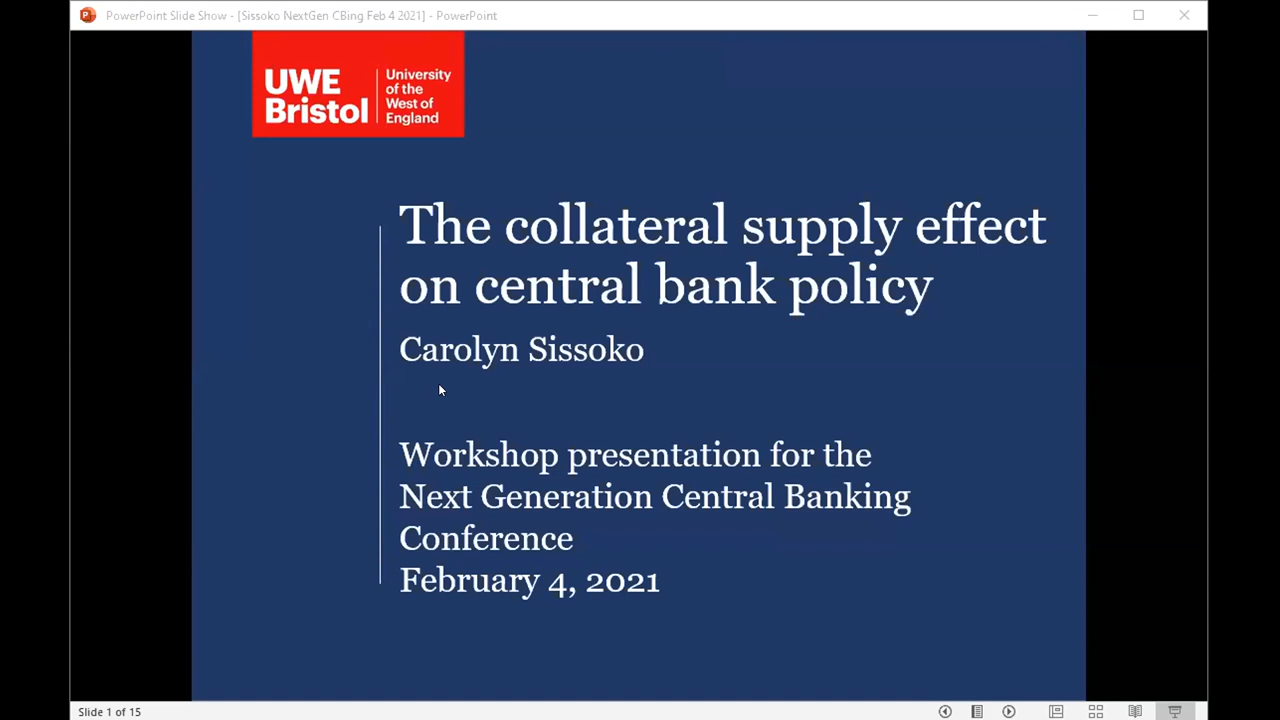 PowerPoint Slide Show - [Sissoko NextGen CBing Feb 4 2021] - PowerPoint
UWE
Bristol
University
of the
West of
England
The collateral supply effect
on central bank policy
Carolyn Sissoko
Workshop presentation for the
Next Generation Central Banking
Conference
February 4, 2021
Slide 1 of 15